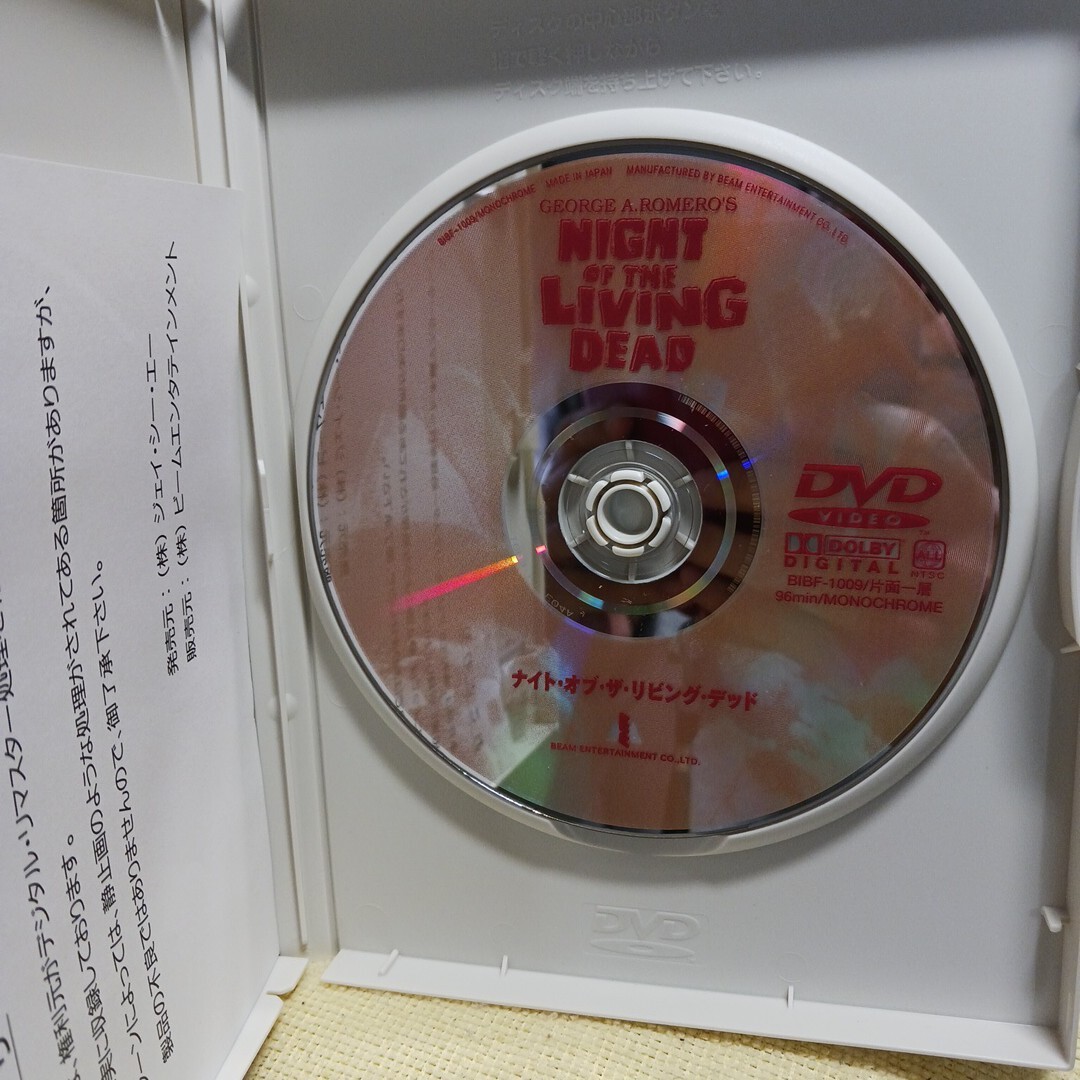 ディスクの中心部ボタンを
指で軽く押しながら
ディスク端を持ち上げて下さい。
BIBF-1009/MONOCHROME MADE IN JAPAN MANUFACTURED BY BEAM ENTERTAINMENT CO.,LTD.
GEORGE A.ROMERO'S
NIGHT
OF THE
LIVING
DEAD
DVD
VIDEO
DOLBY
DIGITAL
NTSC
BIBF-1009/片面一層
96min/MONOCHROME
ナイト・オブ・ザ・リビング・デッド
BEAM ENTERTAINMENT CO.,LTD.
DVD
権利元がデジタル・リマスター処理を
に収録しております。
によっては、静止画のような処理がされてある箇所がありますが、
製品の不良ではありませんので、御了承下さい。
発売元：（株）ジェイ・シー・エー
販売元：（株）ビームエンタテインメント